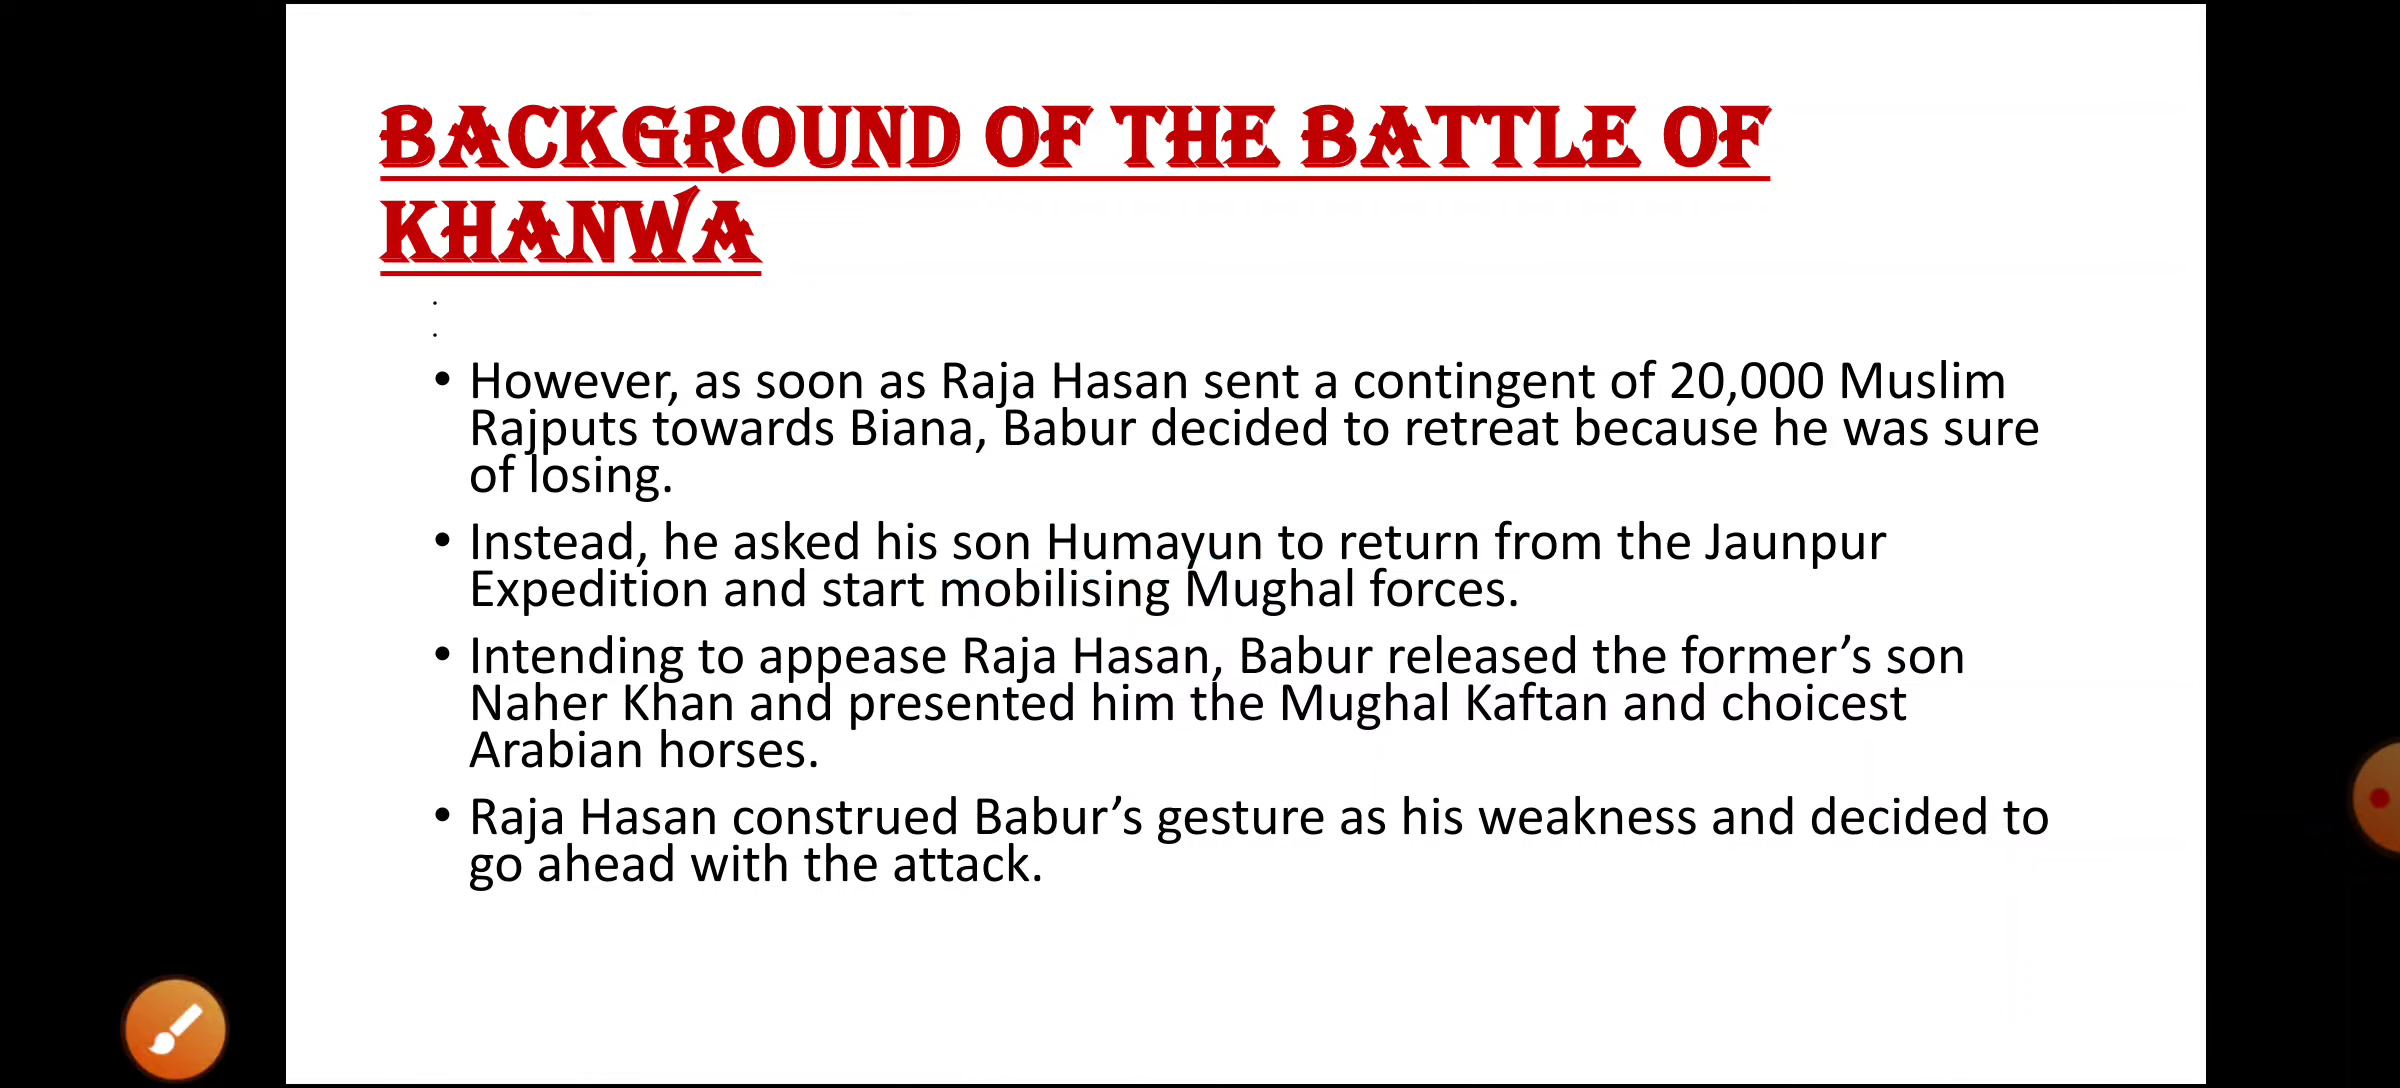 BACKGROUND OF THE BATTLE OF
KHANWA
• However, as soon as Raja Hasan sent a contingent of 20,000 Muslim
Rajputs towards Biana, Babur decided to retreat because he was sure
of losing.
• Instead, he asked his son Humayun to return from the Jaunpur
Expedition and start mobilising Mughal forces.
• Intending to appease Raja Hasan, Babur released the former’s son
Naher Khan and presented him the Mughal Kaftan and choicest
Arabian horses.
• Raja Hasan construed Babur’s gesture as his weakness and decided to
go ahead with the attack.